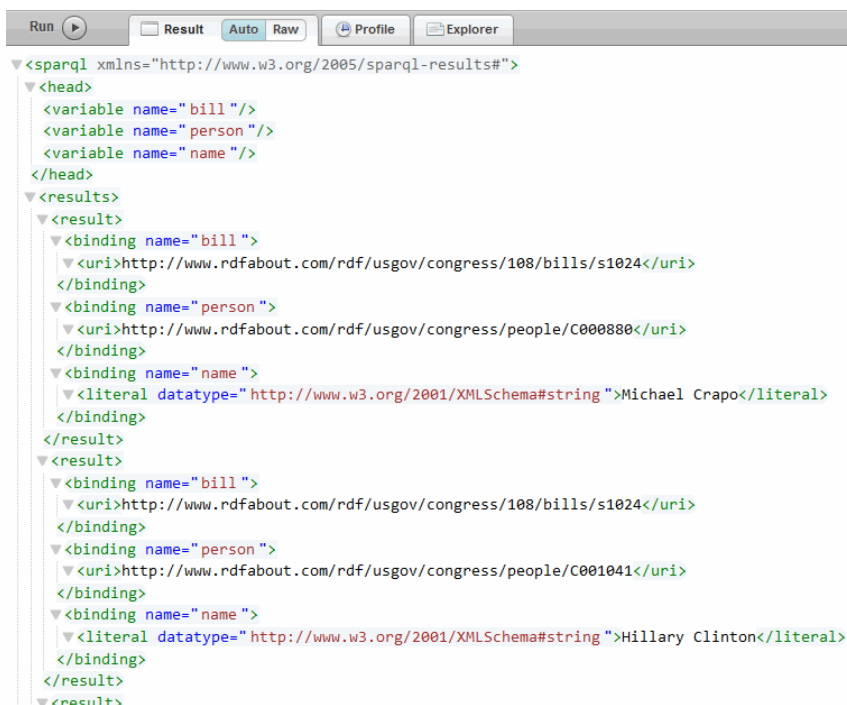 Run Result Auto Raw Profile Explorer
<sparql xmlns="http://www.w3.org/2005/sparql-results#">
<head>
<variable name="bill"/>
<variable name="person"/>
<variable name="name"/>
</head>
<results>
<result>
<binding name="bill">
<uri>http://www.rdfabout.com/rdf/usgov/congress/108/bills/s1024</uri>
</binding>
<binding name="person">
<uri>http://www.rdfabout.com/rdf/usgov/congress/people/C000880</uri>
</binding>
<binding name="name">
<literal datatype="http://www.w3.org/2001/XMLSchema#string">Michael Crapo</literal>
</binding>
</result>
<result>
<binding name="bill">
<uri>http://www.rdfabout.com/rdf/usgov/congress/108/bills/s1024</uri>
</binding>
<binding name="person">
<uri>http://www.rdfabout.com/rdf/usgov/congress/people/C001041</uri>
</binding>
<binding name="name">
<literal datatype="http://www.w3.org/2001/XMLSchema#string">Hillary Clinton</literal>
</binding>
</result>
<result>